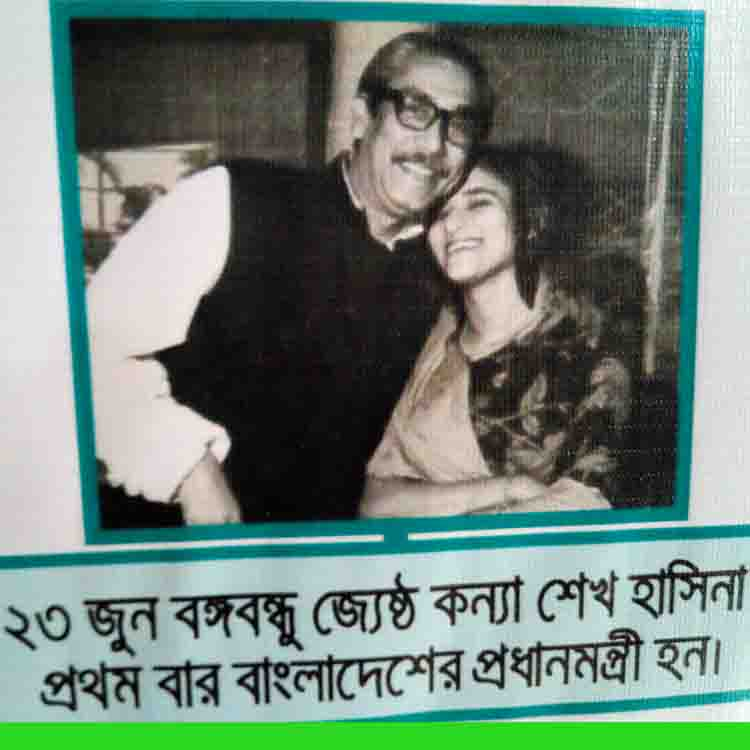 ২৩ জুন বঙ্গবন্ধু জ্যেষ্ঠ কন্যা শেখ হাসিনা
প্রথম বার বাংলাদেশের প্রধানমন্ত্রী হন।